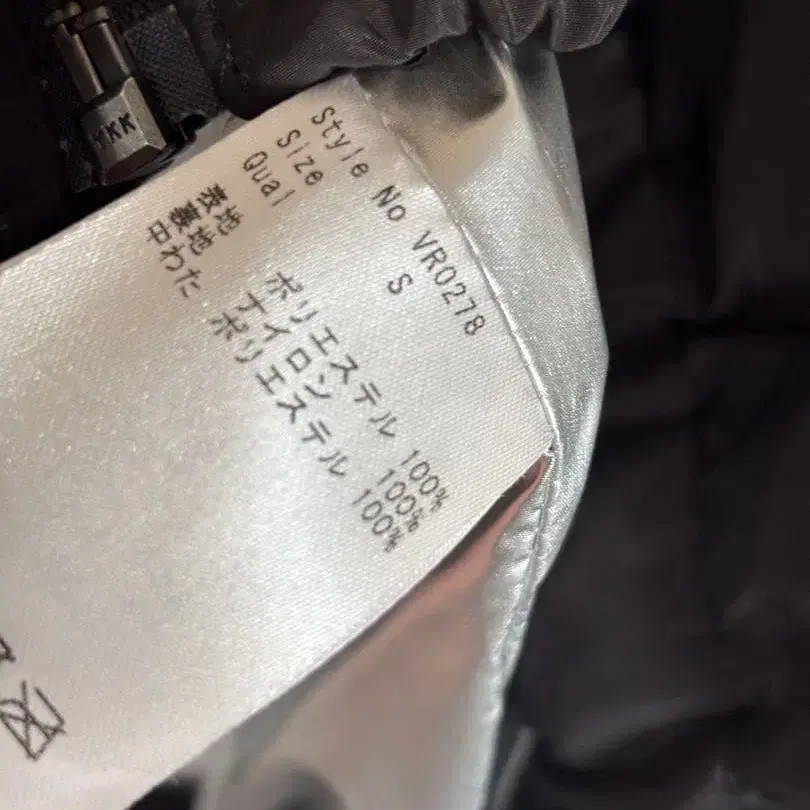 YKK
Style No VR0278
Size S
Qual
表地 ポリエステル 100%
裏地 ナイロン 100%
中わた ポリエステル 100%